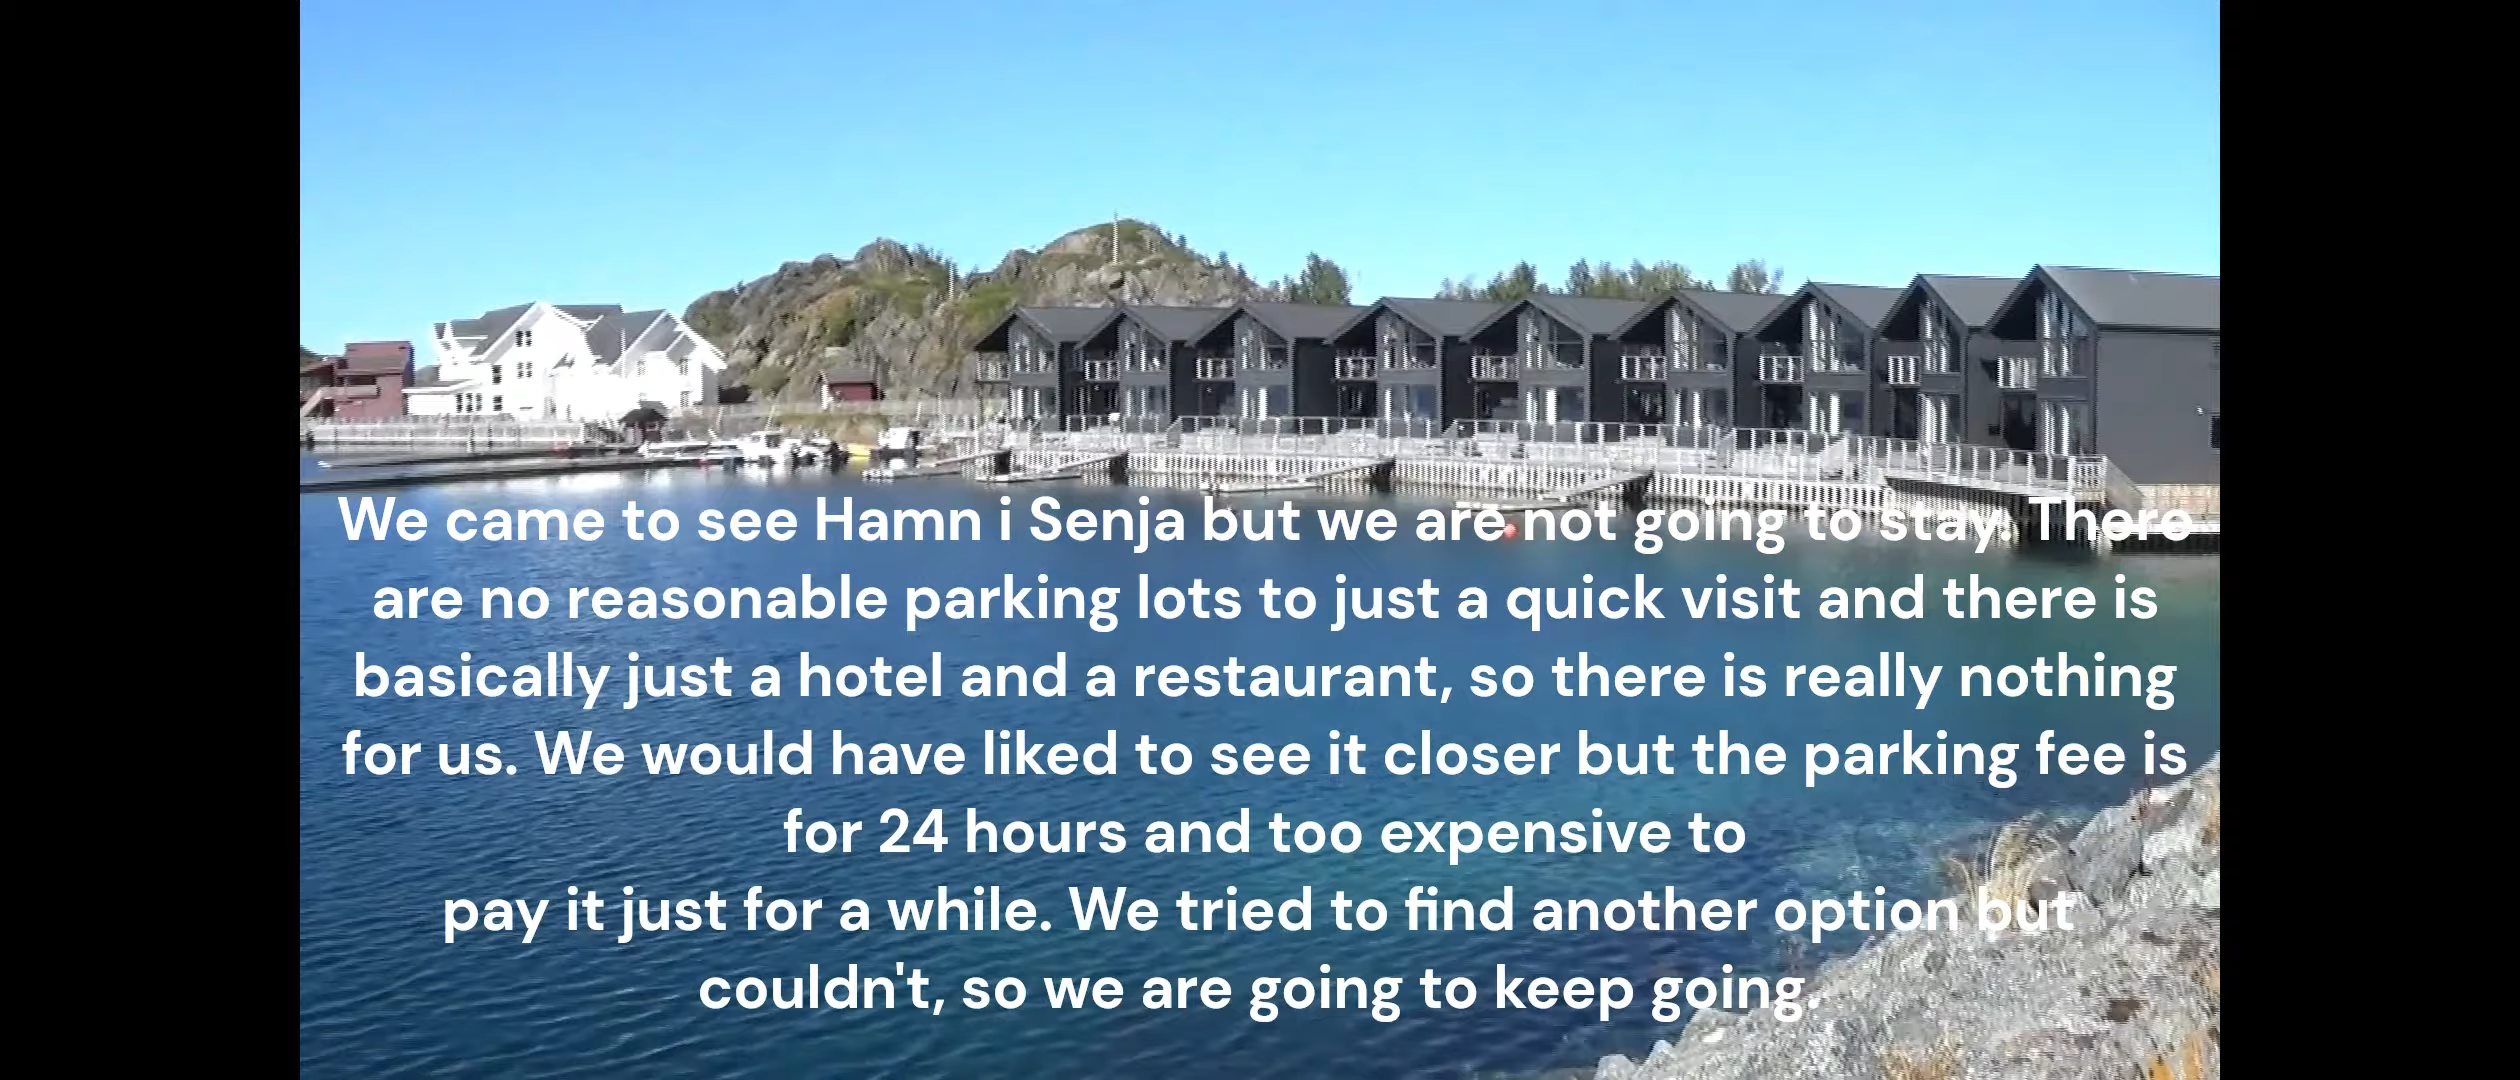 We came to see Hamn i Senja but we are not going to stay. There
are no reasonable parking lots to just a quick visit and there is
basically just a hotel and a restaurant, so there is really nothing
for us. We would have liked to see it closer but the parking fee is
for 24 hours and too expensive to
pay it just for a while. We tried to find another option but
couldn't, so we are going to keep going.